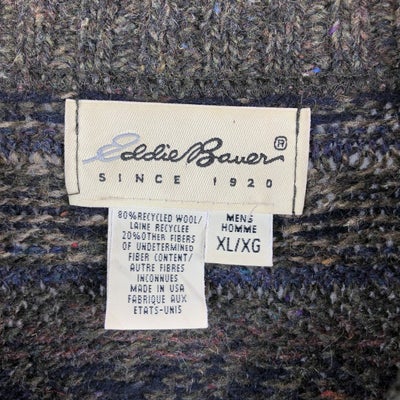 Eddie Bauer®
SINCE 1920
80%RECYCLED WOOL/
LAINE RECYCLEE
20%OTHER FIBERS
OF UNDETERMINED
FIBER CONTENT/
AUTRE FIBRES
INCONNUES
MADE IN USA
FABRIQUE AUX
ETATS-UNIS
MENS
HOMME
XL/XG